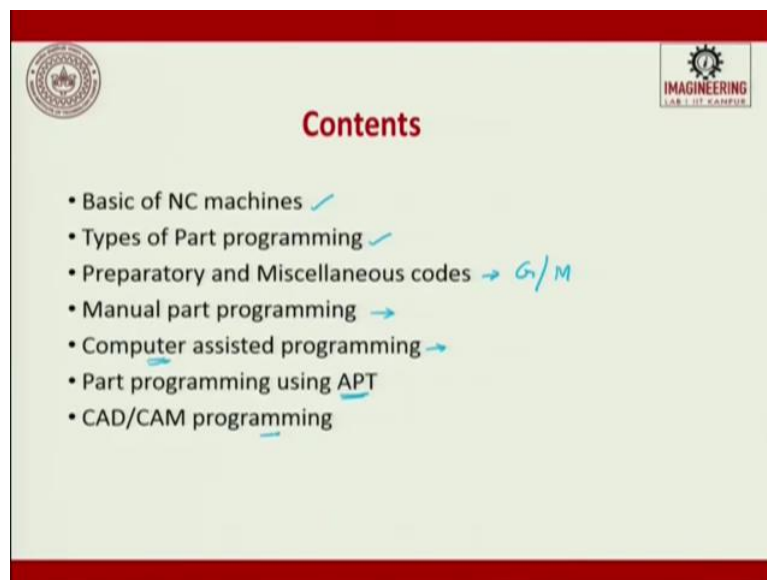 IMAGINEERING
LAB | IIT KANPUR
Contents
• Basic of NC machines
• Types of Part programming
• Preparatory and Miscellaneous codes → G/M
• Manual part programming →
• Computer assisted programming →
• Part programming using APT
• CAD/CAM programming